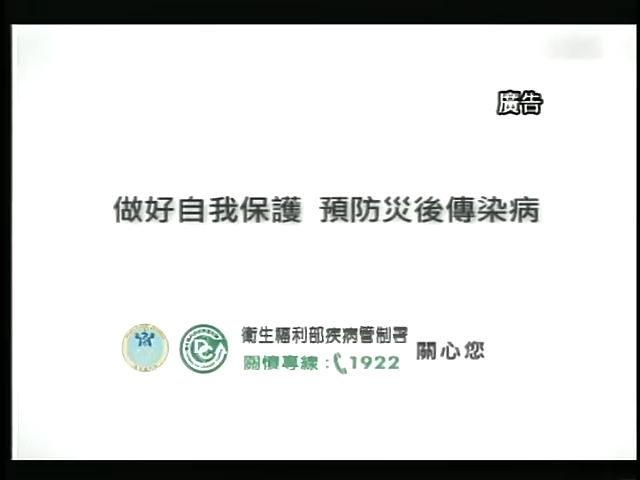 廣告
做好自我保護 預防災後傳染病
衛生福利部疾病管制署
關懷專線：1922
關心您